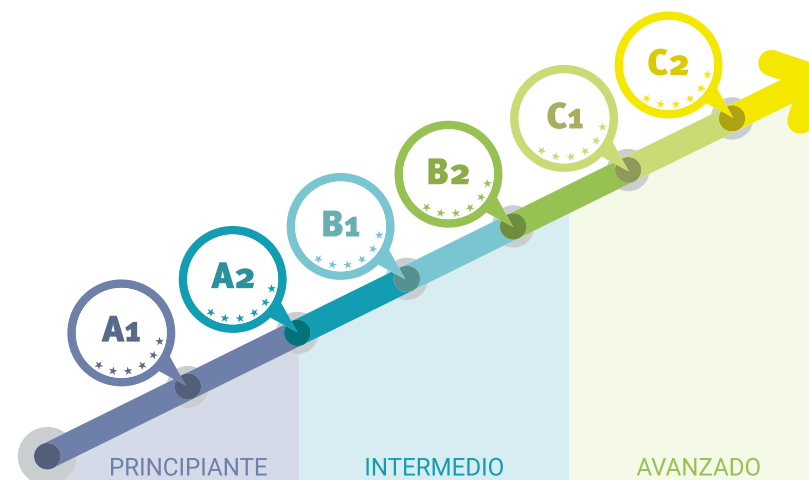 A1
A2
B1
B2
C1
C2
PRINCIPIANTE
INTERMEDIO
AVANZADO